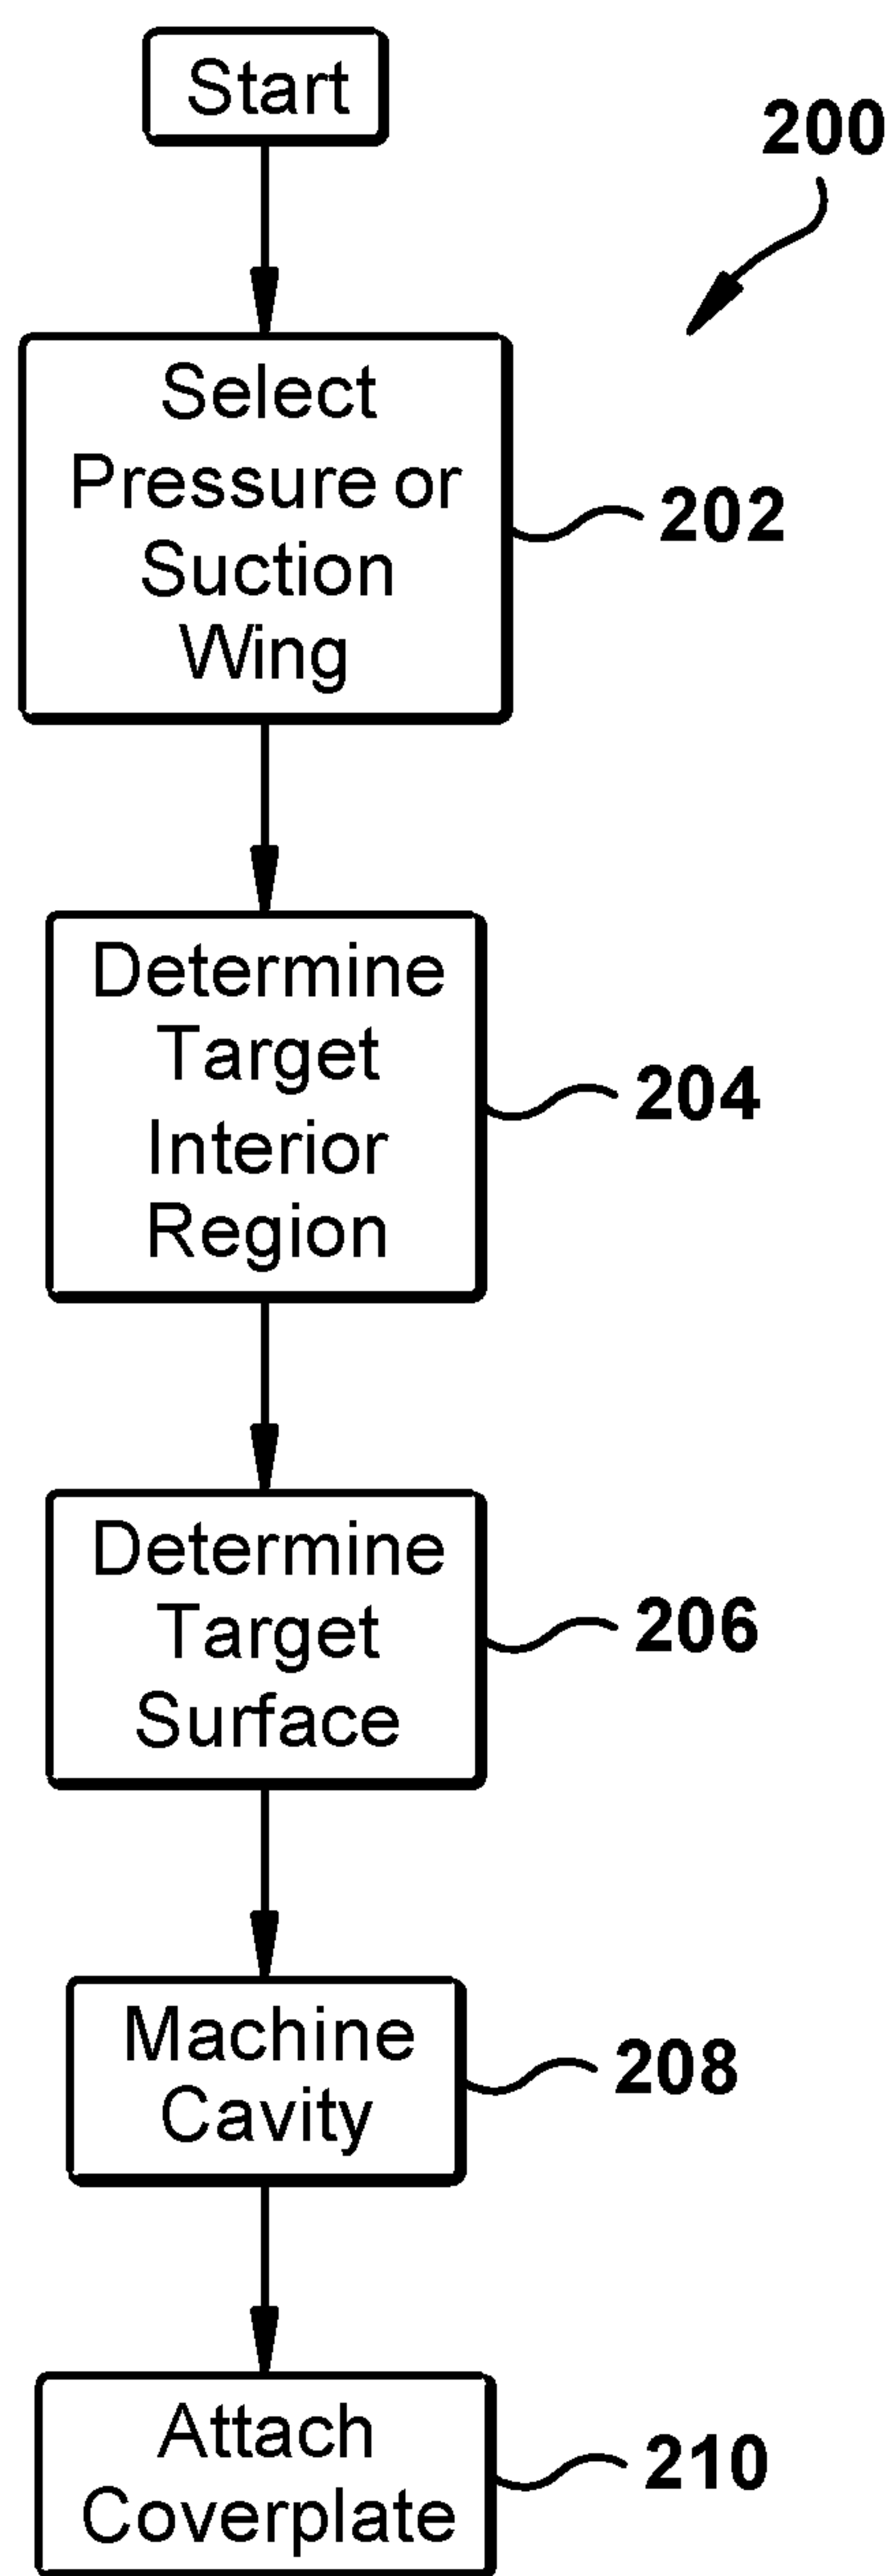 Start
200
Select
Pressure or
Suction
Wing
202
Determine
Target
Interior
Region
204
Determine
Target
Surface
206
Machine
Cavity
208
Attach
Coverplate
210